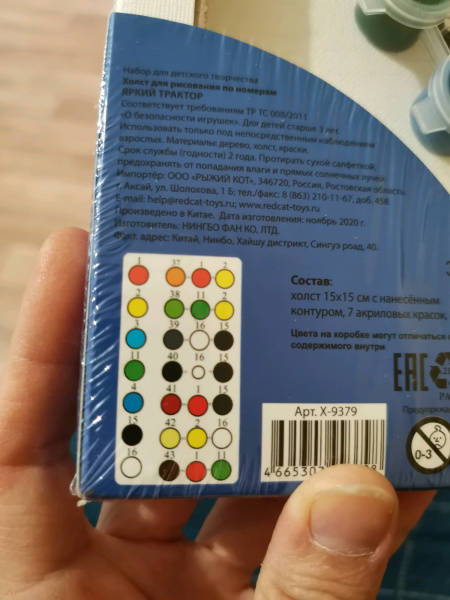 Набор для детского творчества
Холст для рисования по номерам
ЯРКИЙ ТРАКТОР
Соответствует требованиям ТР ТС 008/2011
«О безопасности игрушек». Для детей старше 3 лет.
Использовать только под непосредственным наблюдением
взрослых. Материалы: дерево, холст, краски.
Срок службы (годности) 2 года. Протирать сухой салфеткой,
предохранять от попадания влаги и прямых солнечных лучей.
Импортёр: ООО «РЫЖИЙ КОТ», 346720, Россия, Ростовская область,
г. Аксай, ул. Шолохова, 1 Б; тел./факс: 8 (863) 210-11-67, доб. 458.
E-mail: help@redcat-toys.ru, www.redcat-toys.ru
Произведено в Китае. Дата изготовления: ноябрь 2020 г.
Изготовитель: НИНГБО ФАН КО, ЛТД.
Факт. адрес: Китай, Нинбо, Хайшу дистрикт, Сингуэ роад, 40.
1 37 1 2
2 38 11 2
3 39 16 15
11 40 16 15
4 41 1 15
15 42 2 16
16 43 1 11
Состав:
холст 15х15 см с нанесённым
контуром, 7 акриловых красок.
Цвета на коробке могут отличаться
содержимого внутри.
EAC
Арт. Х-9379
0-3